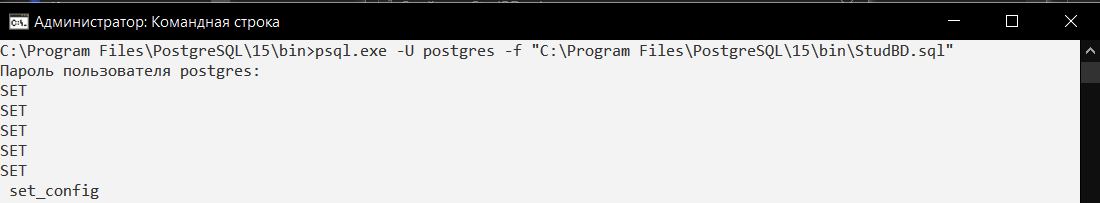 Администратор: Командная строка
C:\Program Files\PostgreSQL\15\bin>psql.exe -U postgres -f "C:\Program Files\PostgreSQL\15\bin\StudBD.sql"
Пароль пользователя postgres:
SET
SET
SET
SET
SET
set_config